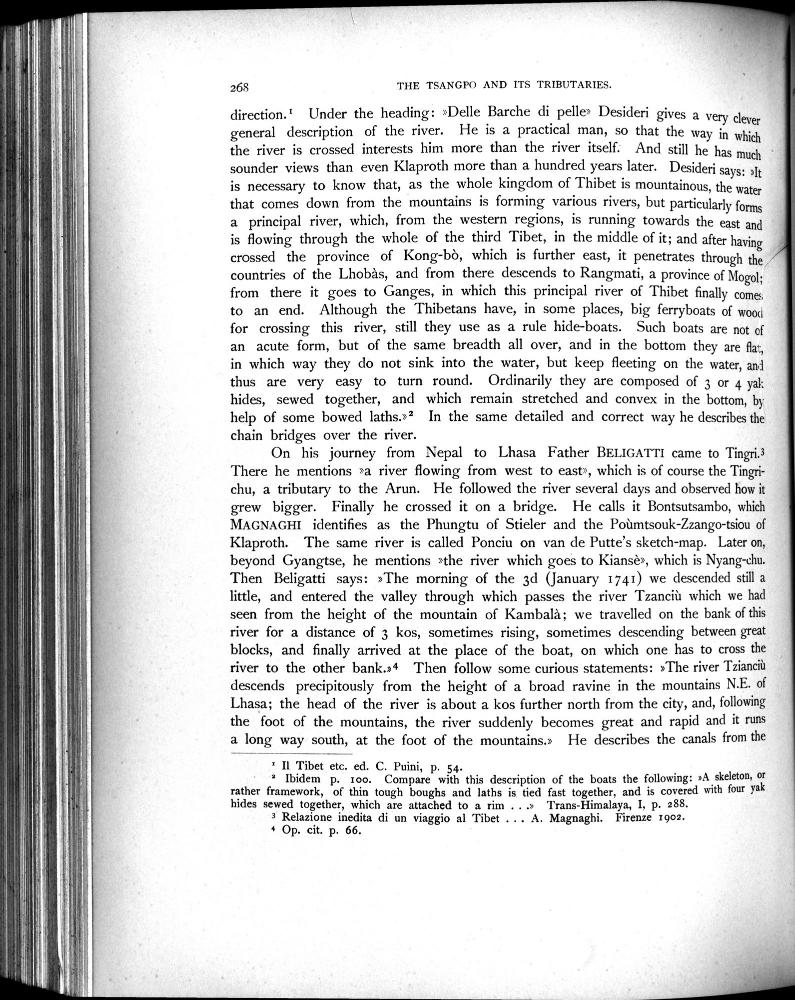 268
THE TSANGPO AND ITS TRIBUTARIES.
direction.¹ Under the heading: »Delle Barche di pelle» Desideri gives a very clever
general description of the river. He is a practical man, so that the way in which
the river is crossed interests him more than the river itself. And still he has much
sounder views than even Klaproth more than a hundred years later. Desideri says: »It
is necessary to know that, as the whole kingdom of Thibet is mountainous, the water
that comes down from the mountains is forming various rivers, but particularly forms
a principal river, which, from the western regions, is running towards the east and
is flowing through the whole of the third Tibet, in the middle of it; and after having
crossed the province of Kong-bò, which is further east, it penetrates through the
countries of the Lhobàs, and from there descends to Rangmati, a province of Mogol;
from there it goes to Ganges, in which this principal river of Thibet finally comes
to an end. Although the Thibetans have, in some places, big ferryboats of wood
for crossing this river, still they use as a rule hide-boats. Such boats are not of
an acute form, but of the same breadth all over, and in the bottom they are flat,
in which way they do not sink into the water, but keep fleeting on the water, and
thus are very easy to turn round. Ordinarily they are composed of 3 or 4 yak
hides, sewed together, and which remain stretched and convex in the bottom, by
help of some bowed laths.»² In the same detailed and correct way he describes the
chain bridges over the river.
On his journey from Nepal to Lhasa Father BELIGATTI came to Tingri.³
There he mentions »a river flowing from west to east», which is of course the Tingri-
chu, a tributary to the Arun. He followed the river several days and observed how it
grew bigger. Finally he crossed it on a bridge. He calls it Bontsutsambo, which
MAGNAGHI identifies as the Phungtu of Stieler and the Poùmtsouk-Zzango-tsiou of
Klaproth. The same river is called Ponciu on van de Putte's sketch-map. Later on,
beyond Gyangtse, he mentions »the river which goes to Kiansè», which is Nyang-chu.
Then Beligatti says: »The morning of the 3d (January 1741) we descended still a
little, and entered the valley through which passes the river Tzanciù which we had
seen from the height of the mountain of Kambalà; we travelled on the bank of this
river for a distance of 3 kos, sometimes rising, sometimes descending between great
blocks, and finally arrived at the place of the boat, on which one has to cross the
river to the other bank.»⁴ Then follow some curious statements: »The river Tzianciù
descends precipitously from the height of a broad ravine in the mountains N.E. of
Lhasa; the head of the river is about a kos further north from the city, and, following
the foot of the mountains, the river suddenly becomes great and rapid and it runs
a long way south, at the foot of the mountains.» He describes the canals from the
¹ Il Tibet etc. ed. C. Puini, p. 54.
² Ibidem p. 100. Compare with this description of the boats the following: »A skeleton, or
rather framework, of thin tough boughs and laths is tied fast together, and is covered with four yak
hides sewed together, which are attached to a rim . . .» Trans-Himalaya, I, p. 288.
³ Relazione inedita di un viaggio al Tibet . . . A. Magnaghi. Firenze 1902.
⁴ Op. cit. p. 66.